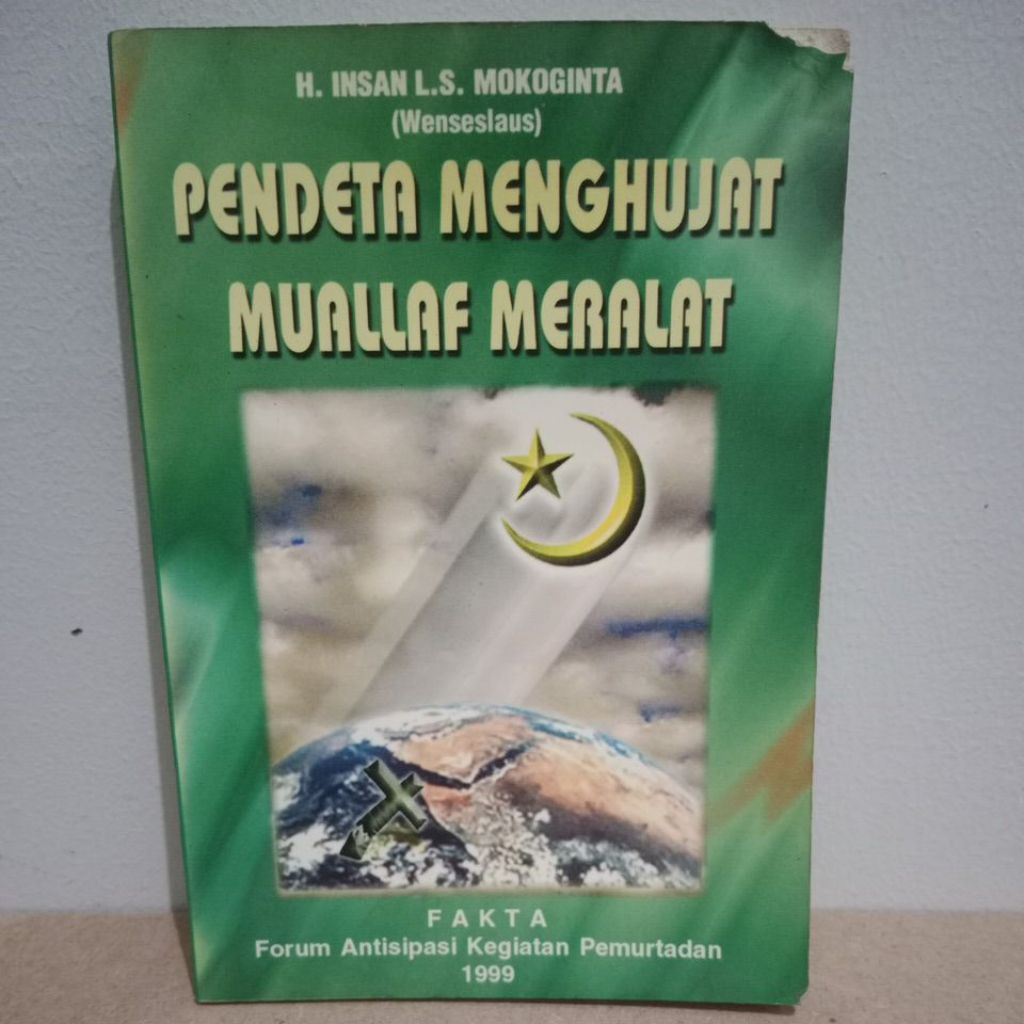 H. INSAN L.S. MOKOGINTA
(Wenseslaus)
PENDETA MENGHUJAT
MUALLAF MERALAT
FAKTA
Forum Antisipasi Kegiatan Pemurtadan
1999